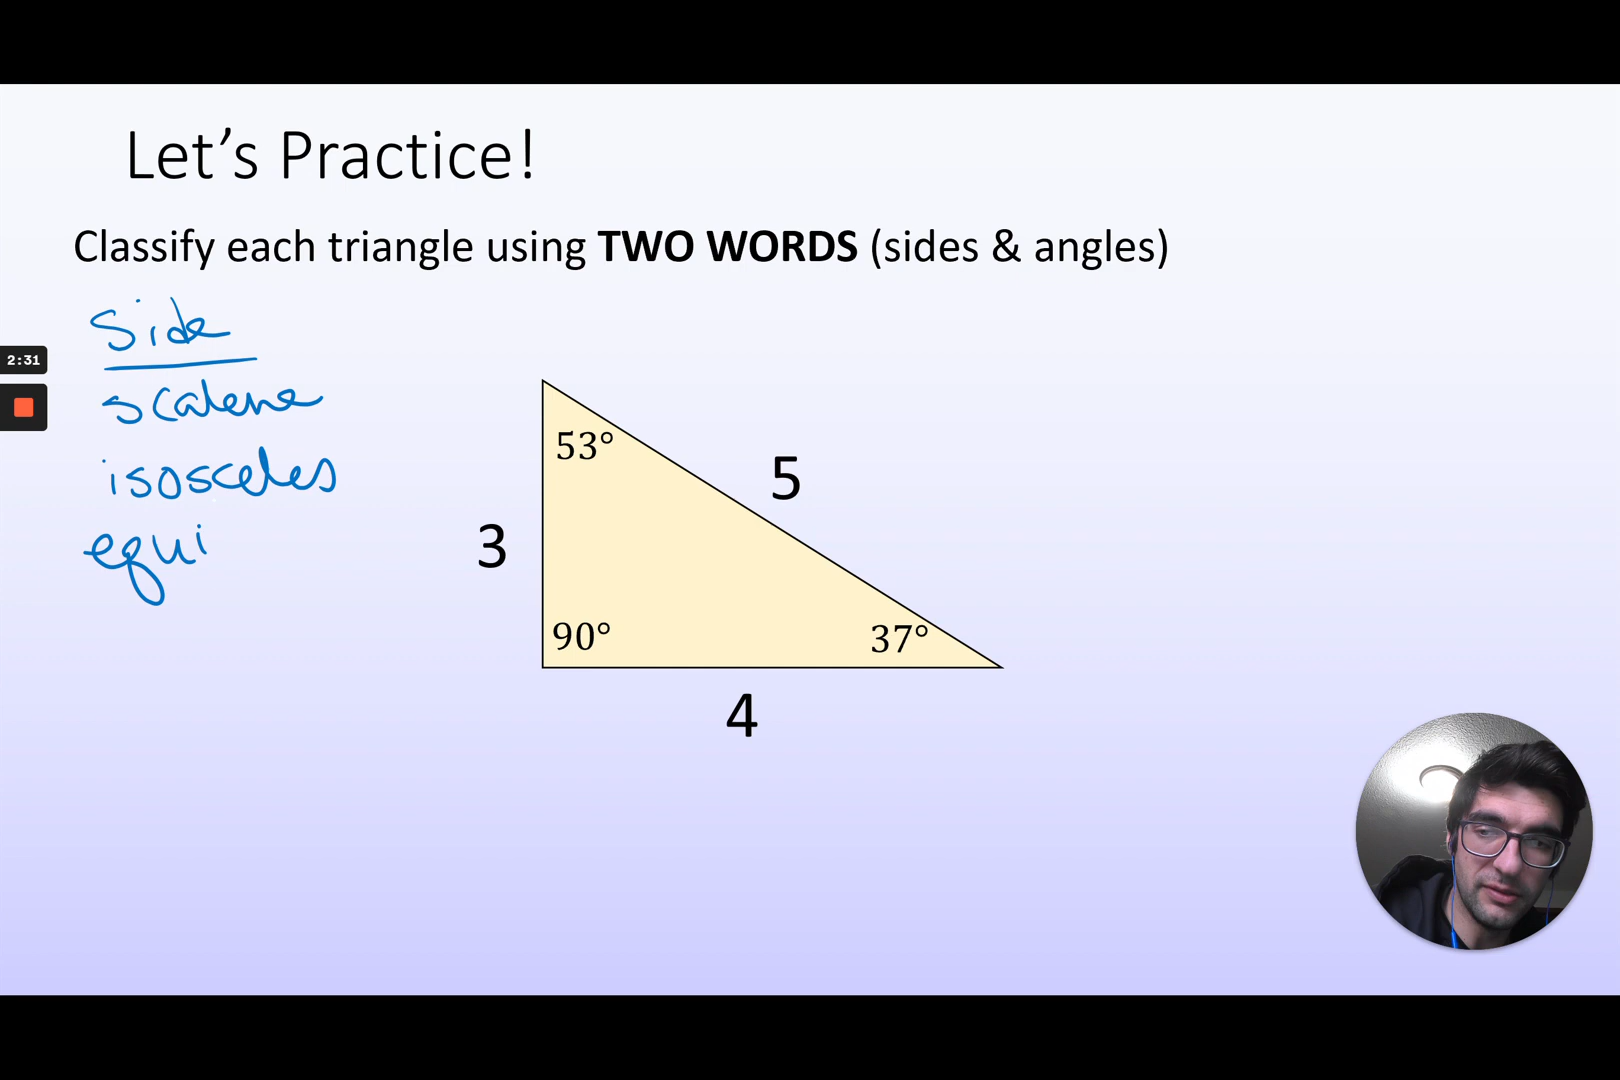 Let’s Practice!
Classify each triangle using TWO WORDS (sides & angles)
Side
scalene
isosceles
equi
2:31
53°
5
3
90°
37°
4